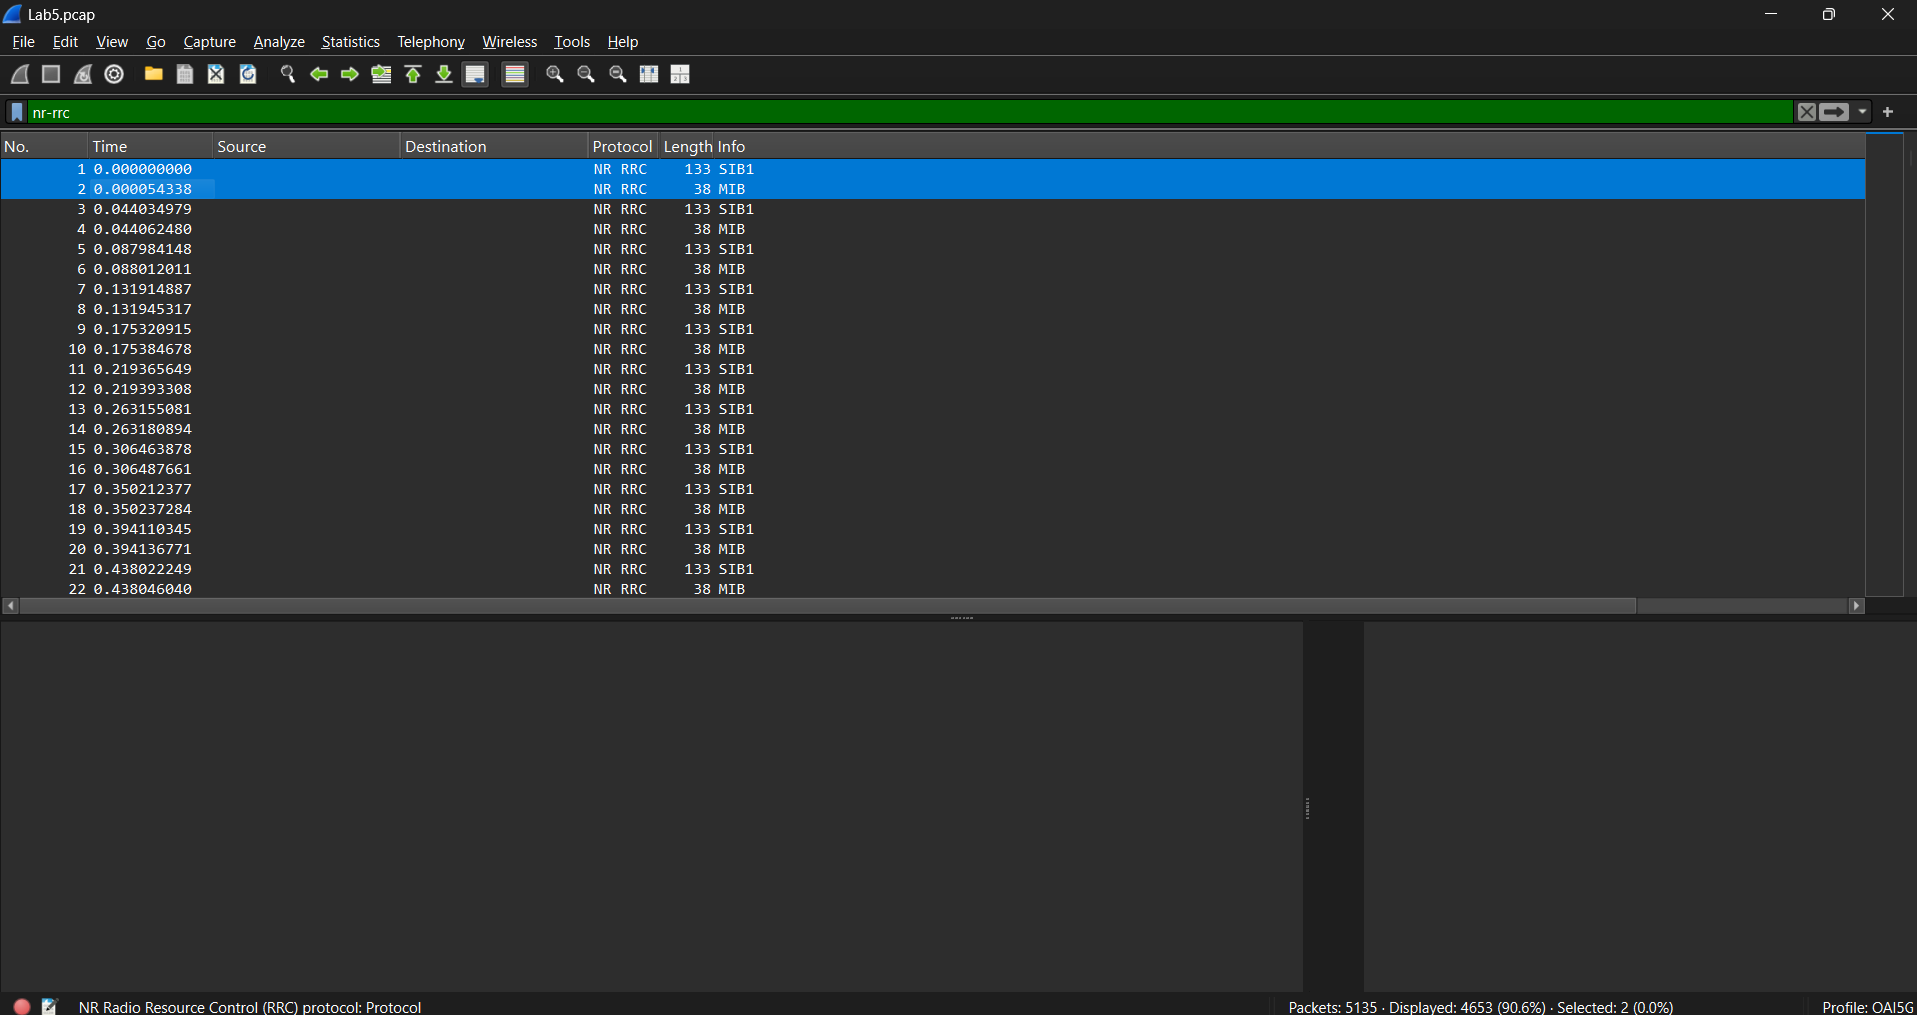 Lab5.pcap
File Edit View Go Capture Analyze Statistics Telephony Wireless Tools Help
nr-rrc
No. Time Source Destination Protocol Length Info
1 0.000000000 NR RRC 133 SIB1
2 0.000054338 NR RRC 38 MIB
3 0.044034979 NR RRC 133 SIB1
4 0.044062480 NR RRC 38 MIB
5 0.087984148 NR RRC 133 SIB1
6 0.088012011 NR RRC 38 MIB
7 0.131914887 NR RRC 133 SIB1
8 0.131945317 NR RRC 38 MIB
9 0.175320915 NR RRC 133 SIB1
10 0.175384678 NR RRC 38 MIB
11 0.219365649 NR RRC 133 SIB1
12 0.219393308 NR RRC 38 MIB
13 0.263155081 NR RRC 133 SIB1
14 0.263180894 NR RRC 38 MIB
15 0.306463878 NR RRC 133 SIB1
16 0.306487661 NR RRC 38 MIB
17 0.350212377 NR RRC 133 SIB1
18 0.350237284 NR RRC 38 MIB
19 0.394110345 NR RRC 133 SIB1
20 0.394136771 NR RRC 38 MIB
21 0.438022249 NR RRC 133 SIB1
22 0.438046040 NR RRC 38 MIB
NR Radio Resource Control (RRC) protocol: Protocol
Packets: 5135 · Displayed: 4653 (90.6%) · Selected: 2 (0.0%)
Profile: OAI5G